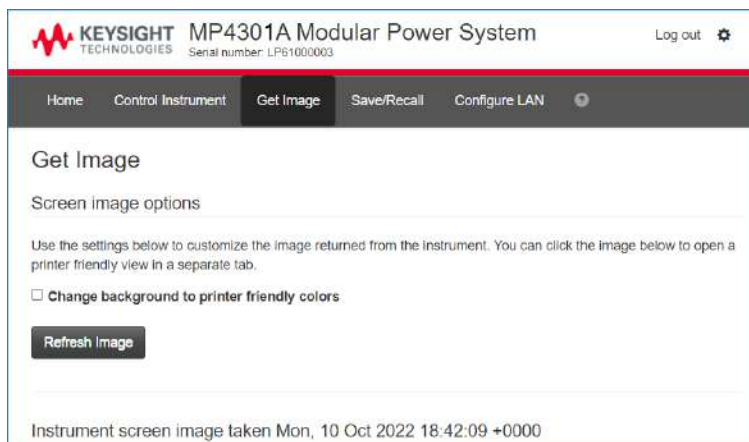 KEYSIGHT
TECHNOLOGIES
MP4301A Modular Power System
Serial number: LP61000003
Log out
Home Control Instrument Get Image Save/Recall Configure LAN ?
Get Image
Screen image options
Use the settings below to customize the image returned from the instrument. You can click the image below to open a
printer friendly view in a separate tab.
Change background to printer friendly colors
Refresh Image
Instrument screen image taken Mon, 10 Oct 2022 18:42:09 +0000